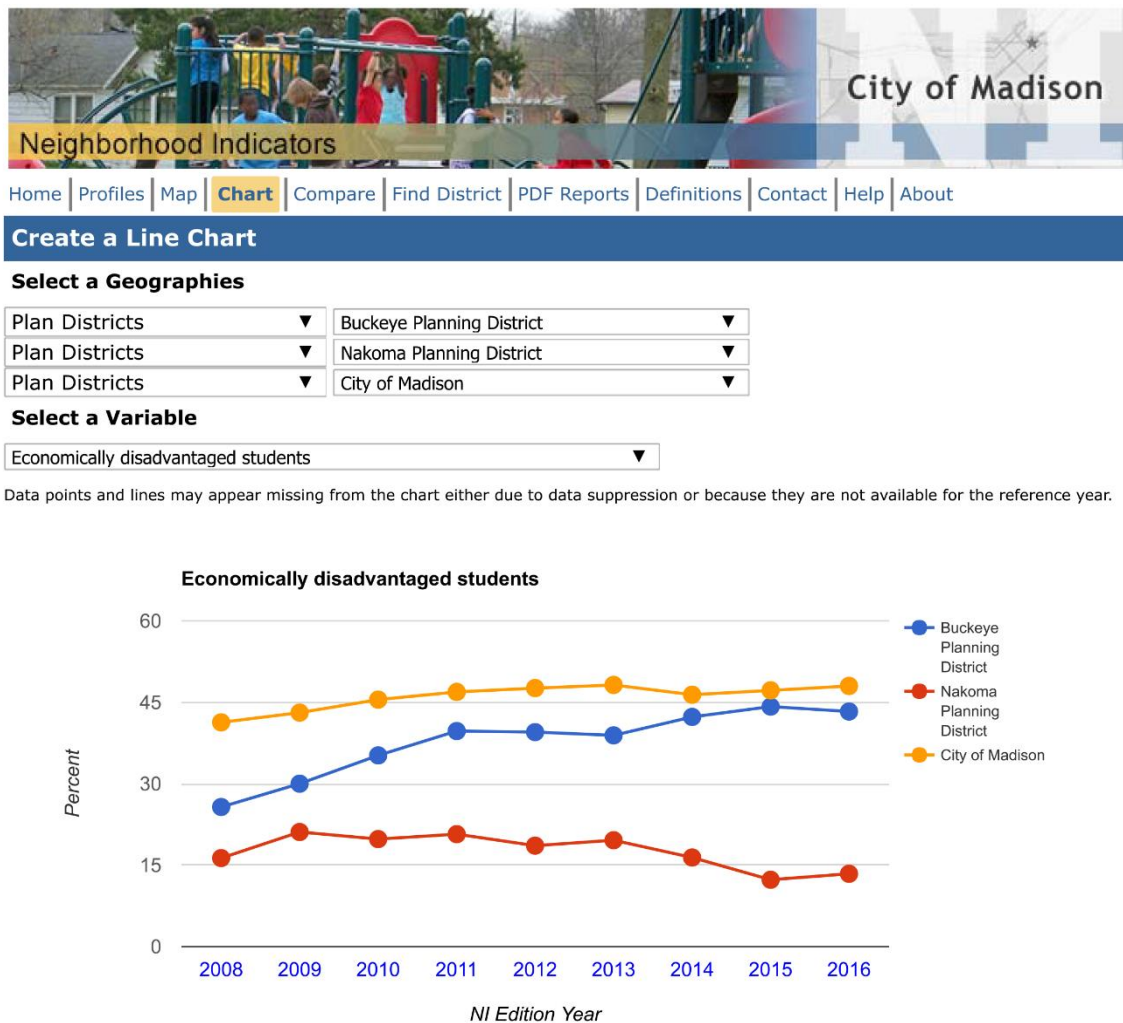 City of Madison
Neighborhood Indicators
Home Profiles Map Chart Compare Find District PDF Reports Definitions Contact Help About
Create a Line Chart
Select a Geographies
Plan Districts ▼ Buckeye Planning District ▼
Plan Districts ▼ Nakoma Planning District ▼
Plan Districts ▼ City of Madison ▼
Select a Variable
Economically disadvantaged students ▼
Data points and lines may appear missing from the chart either due to data suppression or because they are not available for the reference year.
Economically disadvantaged students
Percent
60
45
30
15
0
2008 2009 2010 2011 2012 2013 2014 2015 2016
NI Edition Year
Buckeye
Planning
District
Nakoma
Planning
District
City of Madison
NI